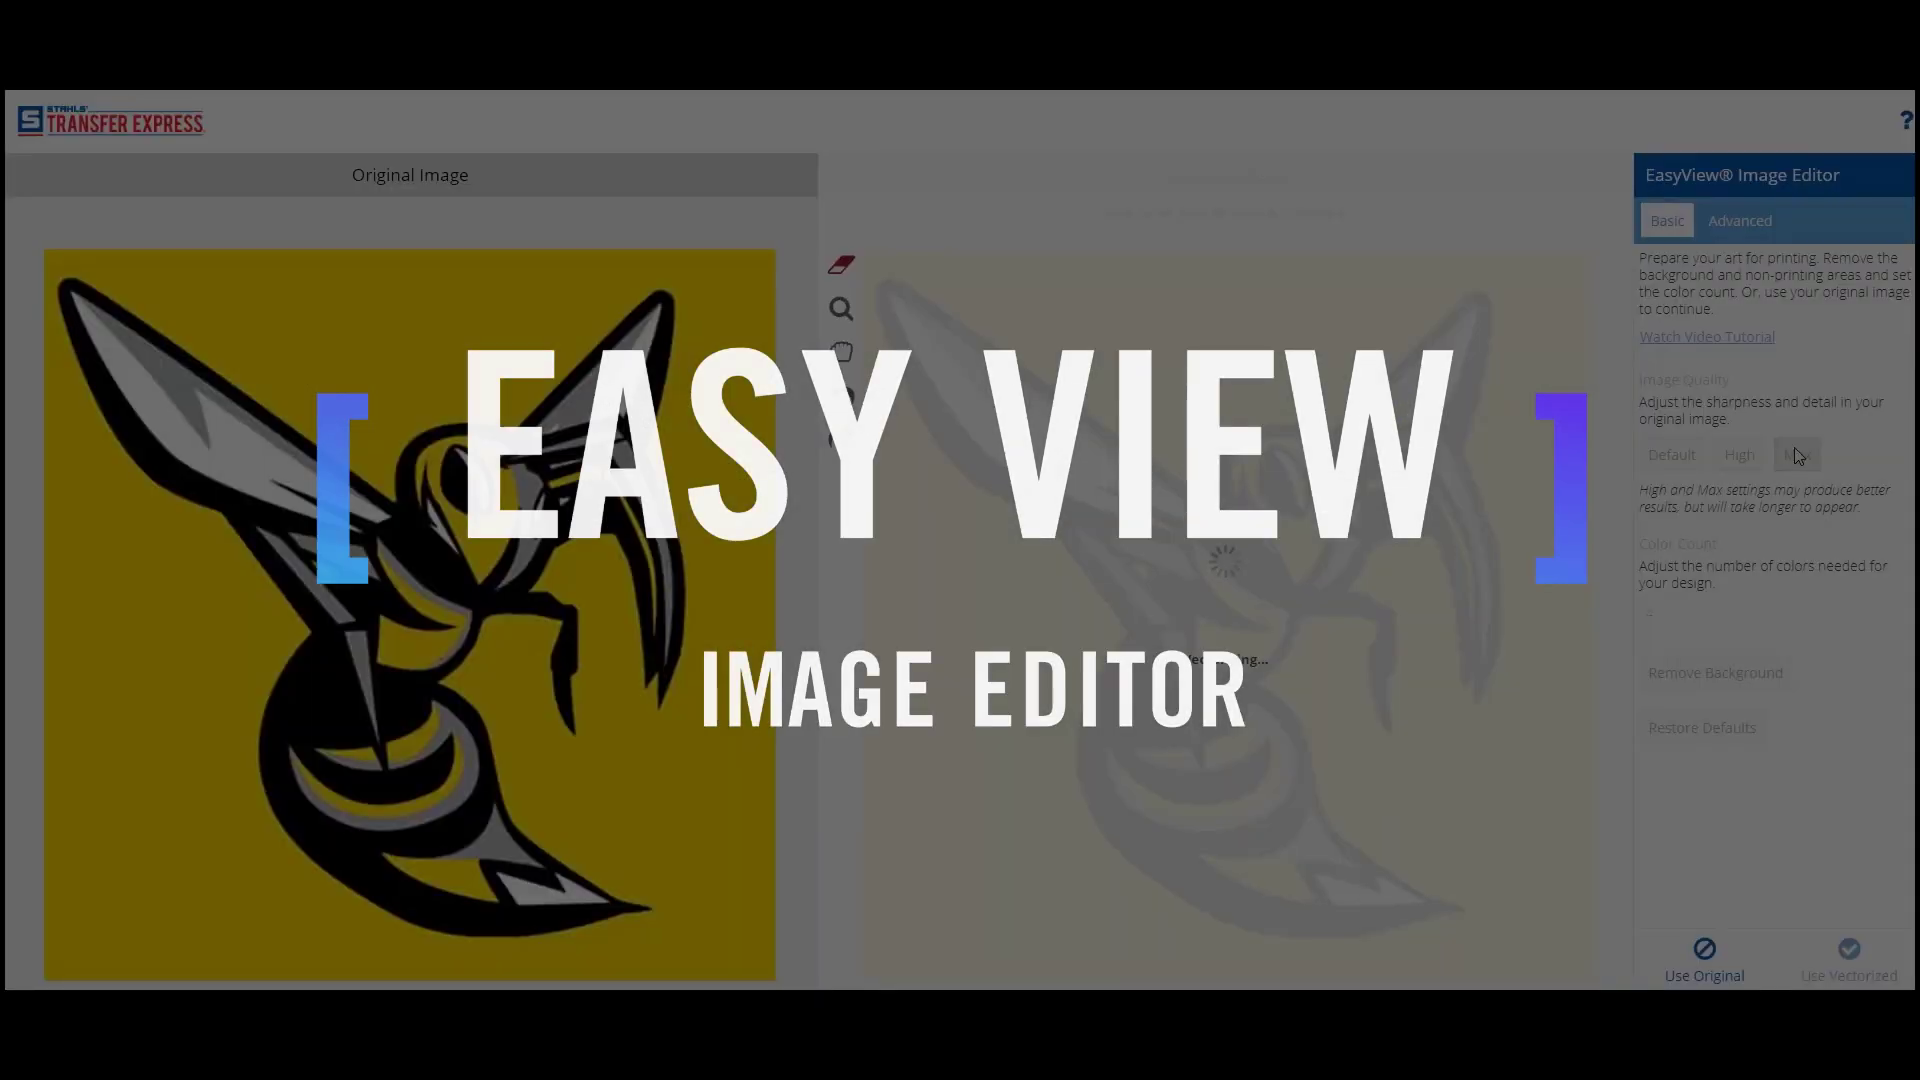 STAHLS'
TRANSFER EXPRESS
?
Original Image
EasyView® Image Editor
Basic Advanced
Prepare your art for printing. Remove the
background and non-printing areas and set
the color count. Or, use your original image
to continue.
Watch Video Tutorial
Image Quality
Adjust the sharpness and detail in your
original image.
Default High
High and Max settings may produce better
results, but will take longer to appear.
Color Count
Adjust the number of colors needed for
your design.
Remove Background
Restore Defaults
Use Original Use Vectorized
[ EASY VIEW ]
IMAGE EDITOR